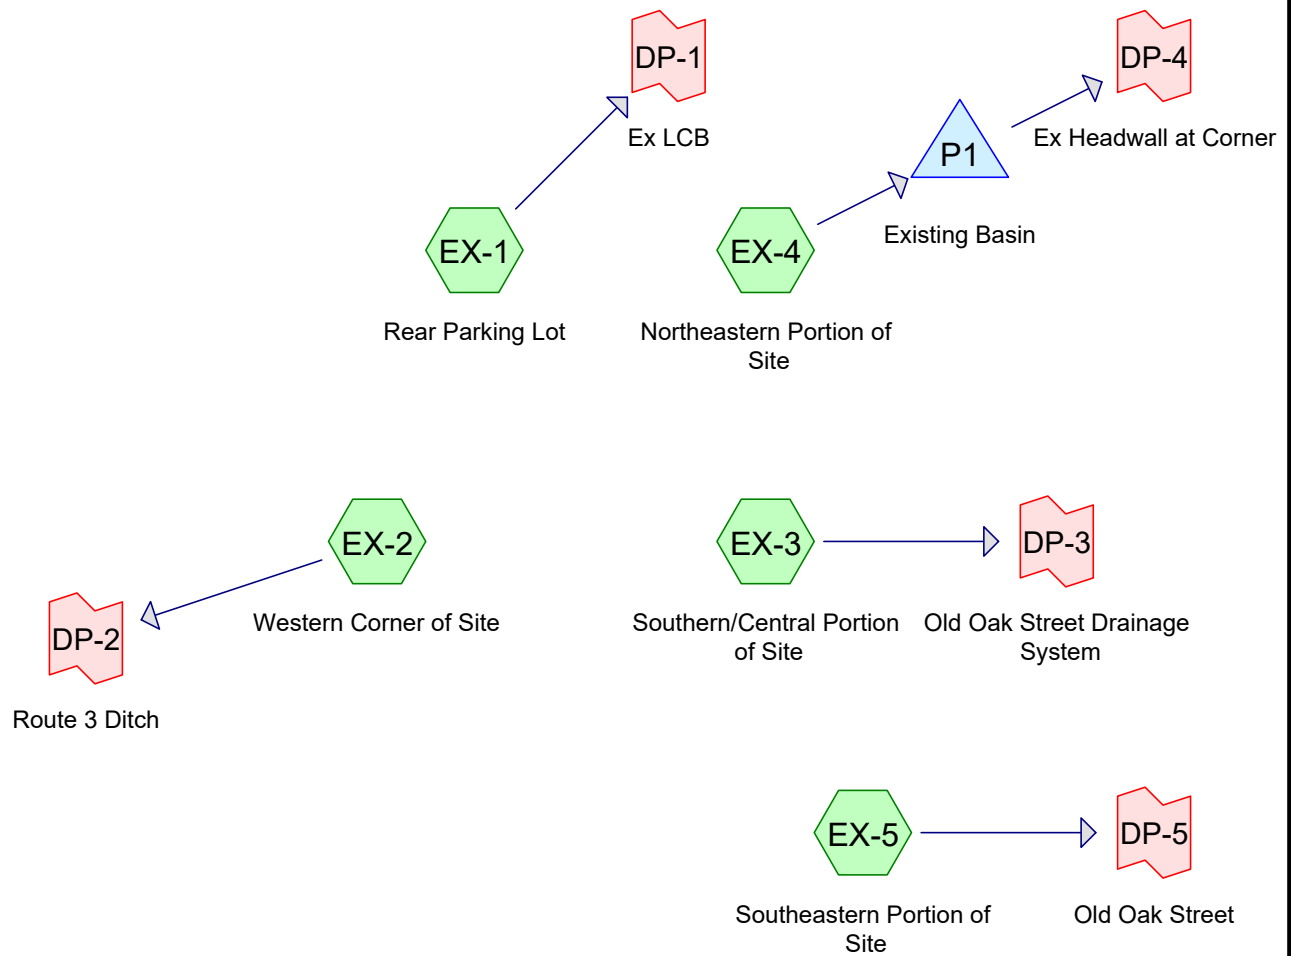 DP-1
Ex LCB
DP-4
Ex Headwall at Corner
P1
Existing Basin
EX-1
Rear Parking Lot
EX-4
Northeastern Portion of
Site
EX-2
Western Corner of Site
DP-2
Route 3 Ditch
EX-3
Southern/Central Portion
of Site
DP-3
Old Oak Street Drainage
System
EX-5
Southeastern Portion of
Site
DP-5
Old Oak Street